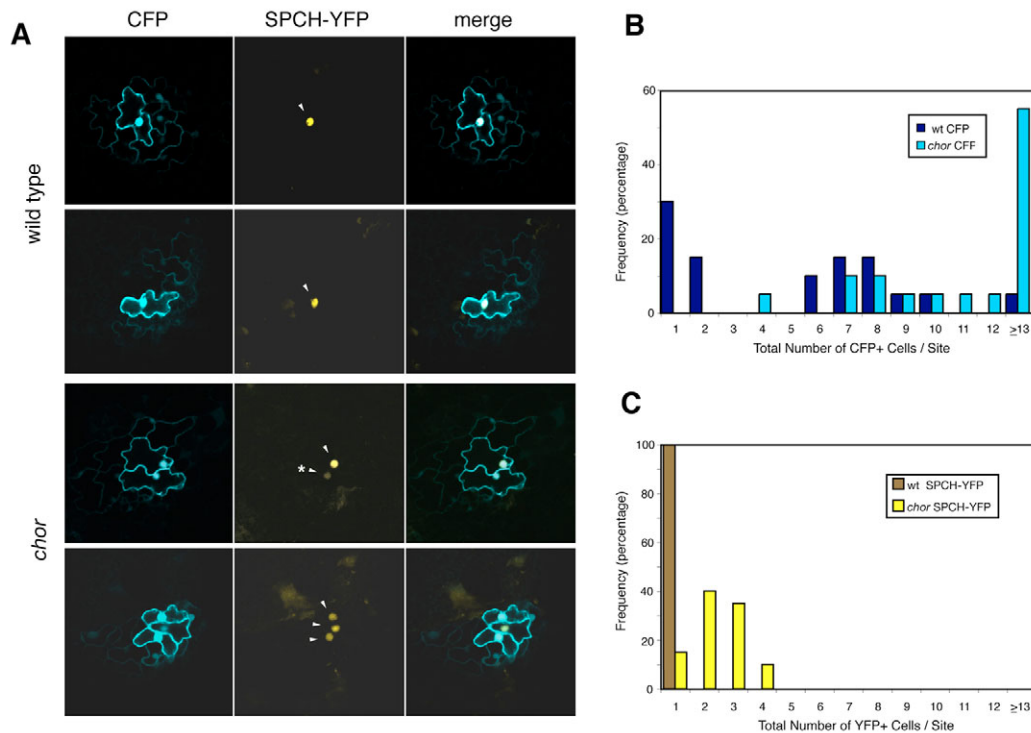 A
CFP SPCH-YFP merge
wild type
*
chor
B
60
40
20
0
Frequency (percentage)
wt CFP
chor CFF
1 2 3 4 5 6 7 8 9 10 11 12 ≥13
Total Number of CFP+ Cells / Site
C
100
80
60
40
20
0
Frequency (percentage)
wt SPCH-YFP
chor SPCH-YFP
1 2 3 4 5 6 7 8 9 10 11 12 ≥13
Total Number of YFP+ Cells / Site